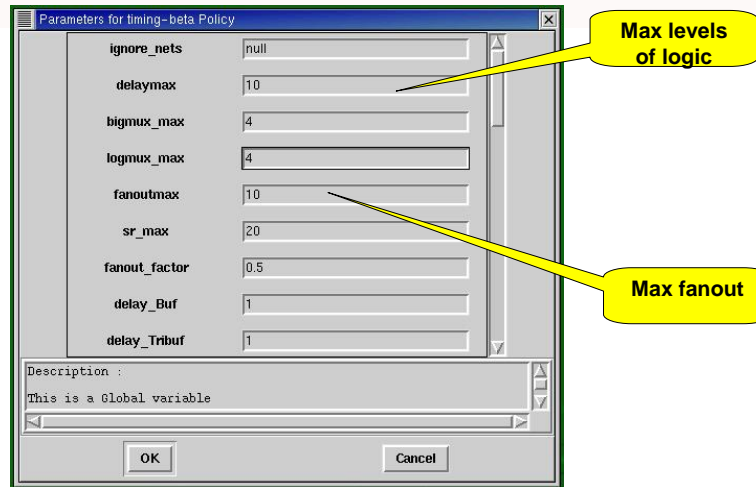 Parameters for timing-beta Policy
ignore_nets null
delaymax 10
bigmux_max 4
logmux_max 4
fanoutmax 10
sr_max 20
fanout_factor 0.5
delay_Buf 1
delay_Tribuf 1
Description :
This is a Global variable
OK Cancel
Max levels
of logic
Max fanout